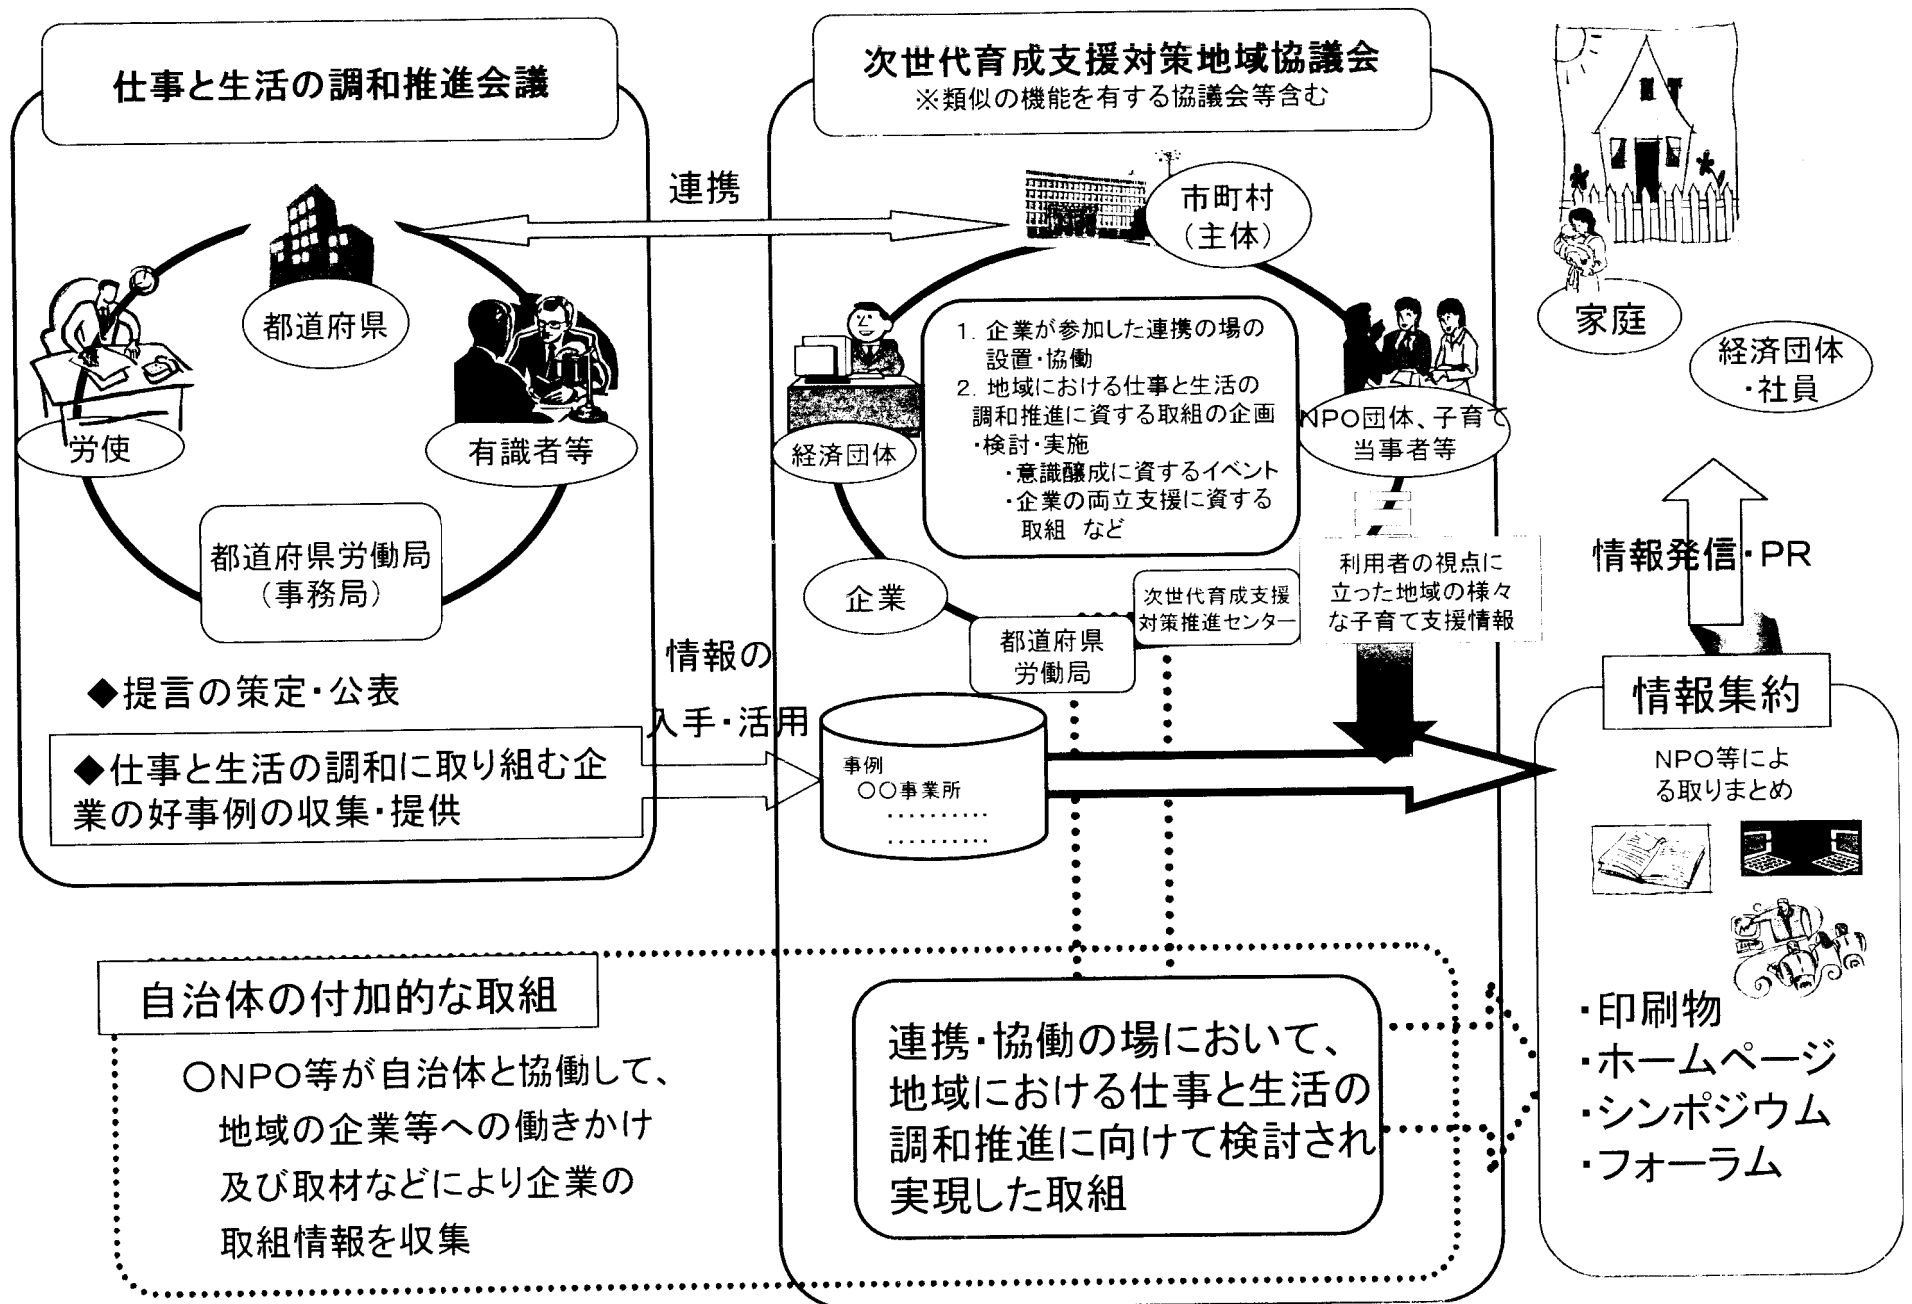 仕事と生活の調和推進会議
都道府県
労使
有識者等
都道府県労働局
(事務局)
◆提言の策定・公表
◆仕事と生活の調和に取り組む企
業の好事例の収集・提供
連携
情報の
入手・活用
次世代育成支援対策地域協議会
※類似の機能を有する協議会等含む
市町村
(主体)
1. 企業が参加した連携の場の
設置・協働
2. 地域における仕事と生活の
調和推進に資する取組の企画
・検討・実施
・意識醸成に資するイベント
・企業の両立支援に資する
取組 など
経済団体
NPO団体、子育て
当事者等
企業
次世代育成支援
対策推進センター
都道府県
労働局
利用者の視点に
立った地域の様々
な子育て支援情報
事例
○○事業所
‥‥‥‥‥
‥‥‥‥‥
家庭
経済団体
・社員
情報発信・PR
情報集約
NPO等によ
る取りまとめ
・印刷物
・ホームページ
・シンポジウム
・フォーラム
自治体の付加的な取組
○NPO等が自治体と協働して、
地域の企業等への働きかけ
及び取材などにより企業の
取組情報を収集
連携・協働の場において、
地域における仕事と生活の
調和推進に向けて検討され
実現した取組